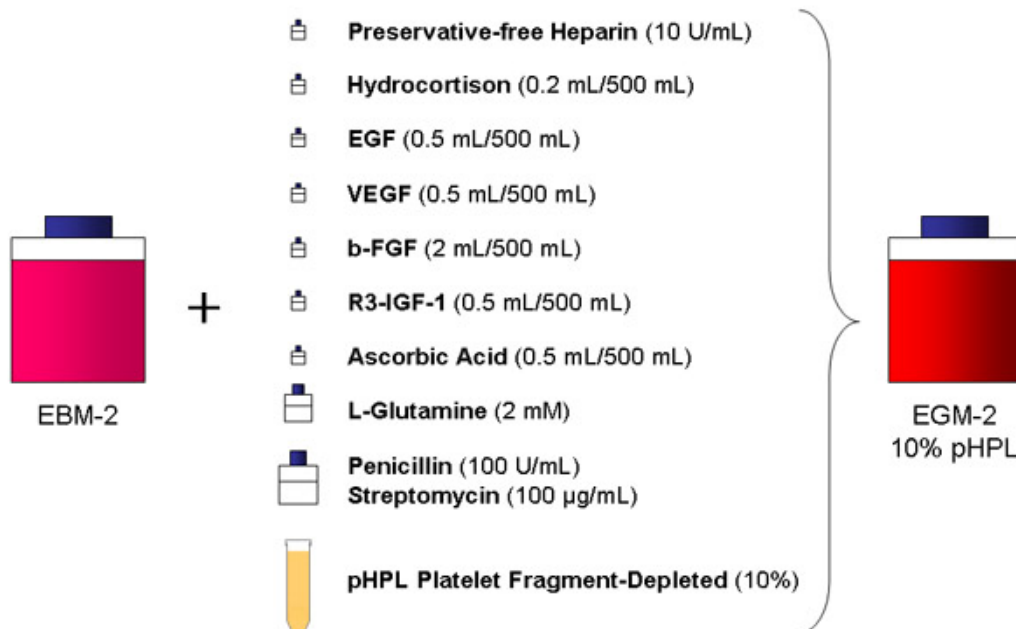 Preservative-free Heparin (10 U/mL)
Hydrocortison (0.2 mL/500 mL)
EGF (0.5 mL/500 mL)
VEGF (0.5 mL/500 mL)
b-FGF (2 mL/500 mL)
R3-IGF-1 (0.5 mL/500 mL)
Ascorbic Acid (0.5 mL/500 mL)
L-Glutamine (2 mM)
Penicillin (100 U/mL)
Streptomycin (100 µg/mL)
pHPL Platelet Fragment-Depleted (10%)
EBM-2
+
EGM-2
10% pHPL